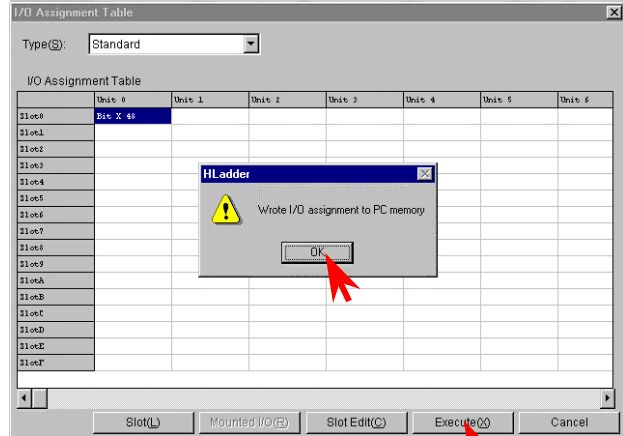 I/O Assignment Table
Type(S): Standard
I/O Assignment Table
Unit 0 Unit 1 Unit 2 Unit 3 Unit 4 Unit 5 Unit 6
Slot0 Bit X 48
Slot1
Slot2
Slot3
Slot4
Slot5
Slot6
Slot7
Slot8
Slot9
SlotA
SlotB
SlotC
SlotD
SlotE
SlotF
HLadder
Wrote I/O assignment to PC memory
OK
Slot(L) Mounted I/O(R) Slot Edit(C) Execute(X) Cancel